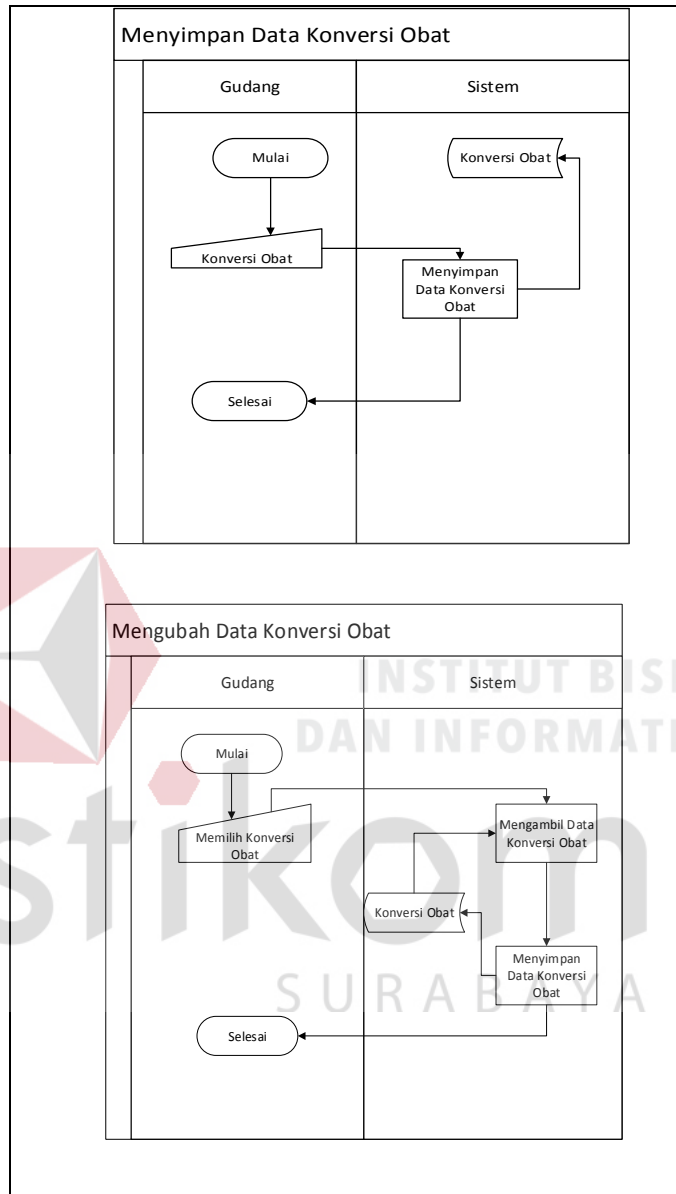 Menyimpan Data Konversi Obat
Gudang
Sistem
Mulai
Konversi Obat
Konversi Obat
Menyimpan
Data Konversi
Obat
Selesai
Mengubah Data Konversi Obat
INSTITUT BISI
DAN INFORMATI
Gudang
Sistem
Mulai
Memilih Konversi
Obat
Mengambil Data
Konversi Obat
Konversi Obat
Menyimpan
Data Konversi
Obat
Selesai
stikom
SURABAYA